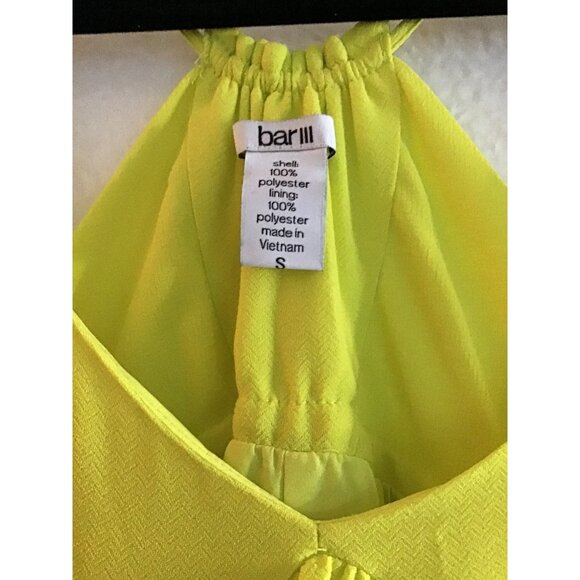 bar III
shell:
100%
polyester
lining:
100%
polyester
made in
Vietnam
S